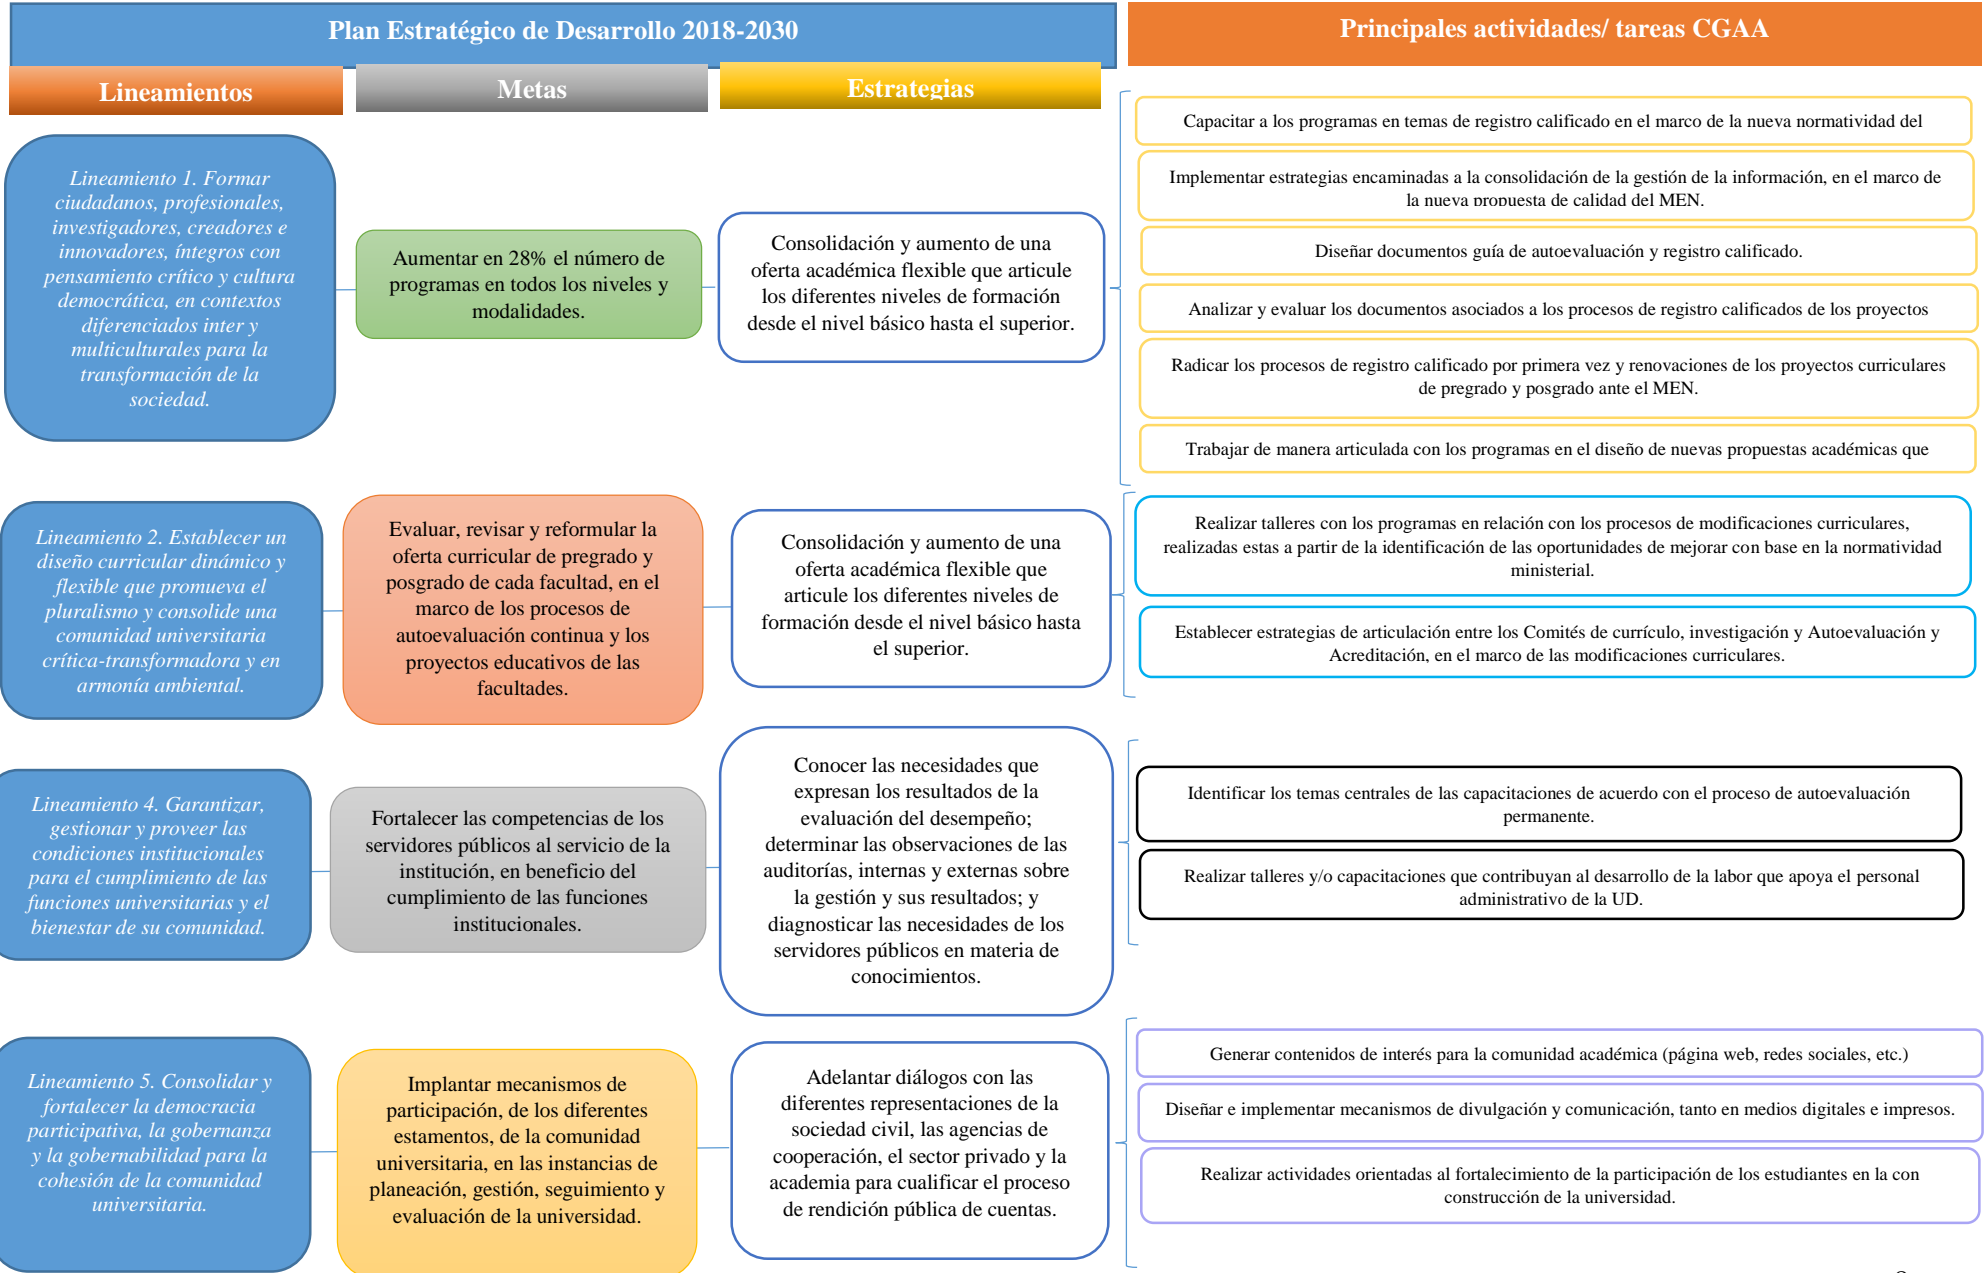 Plan Estratégico de Desarrollo 2018-2030
Principales actividades/ tareas CGAA
Lineamientos
Metas
Estrategias
Lineamiento 1. Formar
ciudadanos, profesionales,
investigadores, creadores e
innovadores, íntegros con
pensamiento crítico y cultura
democrática, en contextos
diferenciados inter y
multiculturales para la
transformación de la
sociedad.
Aumentar en 28% el número de
programas en todos los niveles y
modalidades.
Consolidación y aumento de una
oferta académica flexible que articule
los diferentes niveles de formación
desde el nivel básico hasta el superior.
Capacitar a los programas en temas de registro calificado en el marco de la nueva normatividad del
Implementar estrategias encaminadas a la consolidación de la gestión de la información, en el marco de
la nueva propuesta de calidad del MEN.
Diseñar documentos guía de autoevaluación y registro calificado.
Analizar y evaluar los documentos asociados a los procesos de registro calificados de los proyectos
Radicar los procesos de registro calificado por primera vez y renovaciones de los proyectos curriculares
de pregrado y posgrado ante el MEN.
Trabajar de manera articulada con los programas en el diseño de nuevas propuestas académicas que
Lineamiento 2. Establecer un
diseño curricular dinámico y
flexible que promueva el
pluralismo y consolide una
comunidad universitaria
crítica-transformadora y en
armonía ambiental.
Evaluar, revisar y reformular la
oferta curricular de pregrado y
posgrado de cada facultad, en el
marco de los procesos de
autoevaluación continua y los
proyectos educativos de las
facultades.
Consolidación y aumento de una
oferta académica flexible que
articule los diferentes niveles de
formación desde el nivel básico hasta
el superior.
Realizar talleres con los programas en relación con los procesos de modificaciones curriculares,
realizadas estas a partir de la identificación de las oportunidades de mejorar con base en la normatividad
ministerial.
Establecer estrategias de articulación entre los Comités de currículo, investigación y Autoevaluación y
Acreditación, en el marco de las modificaciones curriculares.
Lineamiento 4. Garantizar,
gestionar y proveer las
condiciones institucionales
para el cumplimiento de las
funciones universitarias y el
bienestar de su comunidad.
Fortalecer las competencias de los
servidores públicos al servicio de la
institución, en beneficio del
cumplimiento de las funciones
institucionales.
Conocer las necesidades que
expresan los resultados de la
evaluación del desempeño;
determinar las observaciones de las
auditorías, internas y externas sobre
la gestión y sus resultados; y
diagnosticar las necesidades de los
servidores públicos en materia de
conocimientos.
Identificar los temas centrales de las capacitaciones de acuerdo con el proceso de autoevaluación
permanente.
Realizar talleres y/o capacitaciones que contribuyan al desarrollo de la labor que apoya el personal
administrativo de la UD.
Lineamiento 5. Consolidar y
fortalecer la democracia
participativa, la gobernanza
y la gobernabilidad para la
cohesión de la comunidad
universitaria.
Implantar mecanismos de
participación, de los diferentes
estamentos, de la comunidad
universitaria, en las instancias de
planeación, gestión, seguimiento y
evaluación de la universidad.
Adelantar diálogos con las
diferentes representaciones de la
sociedad civil, las agencias de
cooperación, el sector privado y la
academia para cualificar el proceso
de rendición pública de cuentas.
Generar contenidos de interés para la comunidad académica (página web, redes sociales, etc.)
Diseñar e implementar mecanismos de divulgación y comunicación, tanto en medios digitales e impresos.
Realizar actividades orientadas al fortalecimiento de la participación de los estudiantes en la con
construcción de la universidad.